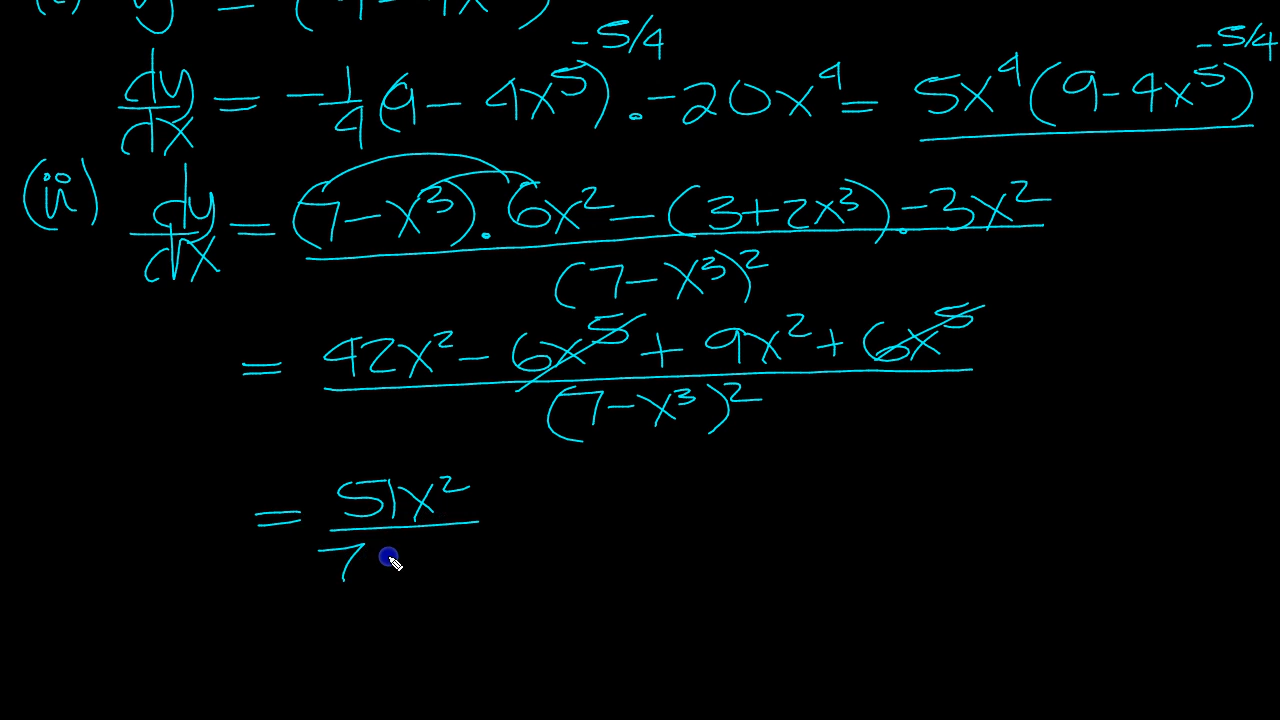 (i) y = (9 - 4x
dy/dx = -1/4 (9 - 4x^5)^-5/4 . -20x^4 = 5x^4 (9 - 4x^5)^-5/4
(ii) dy/dx = (7 - x^3) . 6x^2 - (3 + 2x^3) . -3x^2 / (7 - x^3)^2
= 42x^2 - 6x^5 + 9x^2 + 6x^5 / (7 - x^3)^2
= 51x^2 / 7